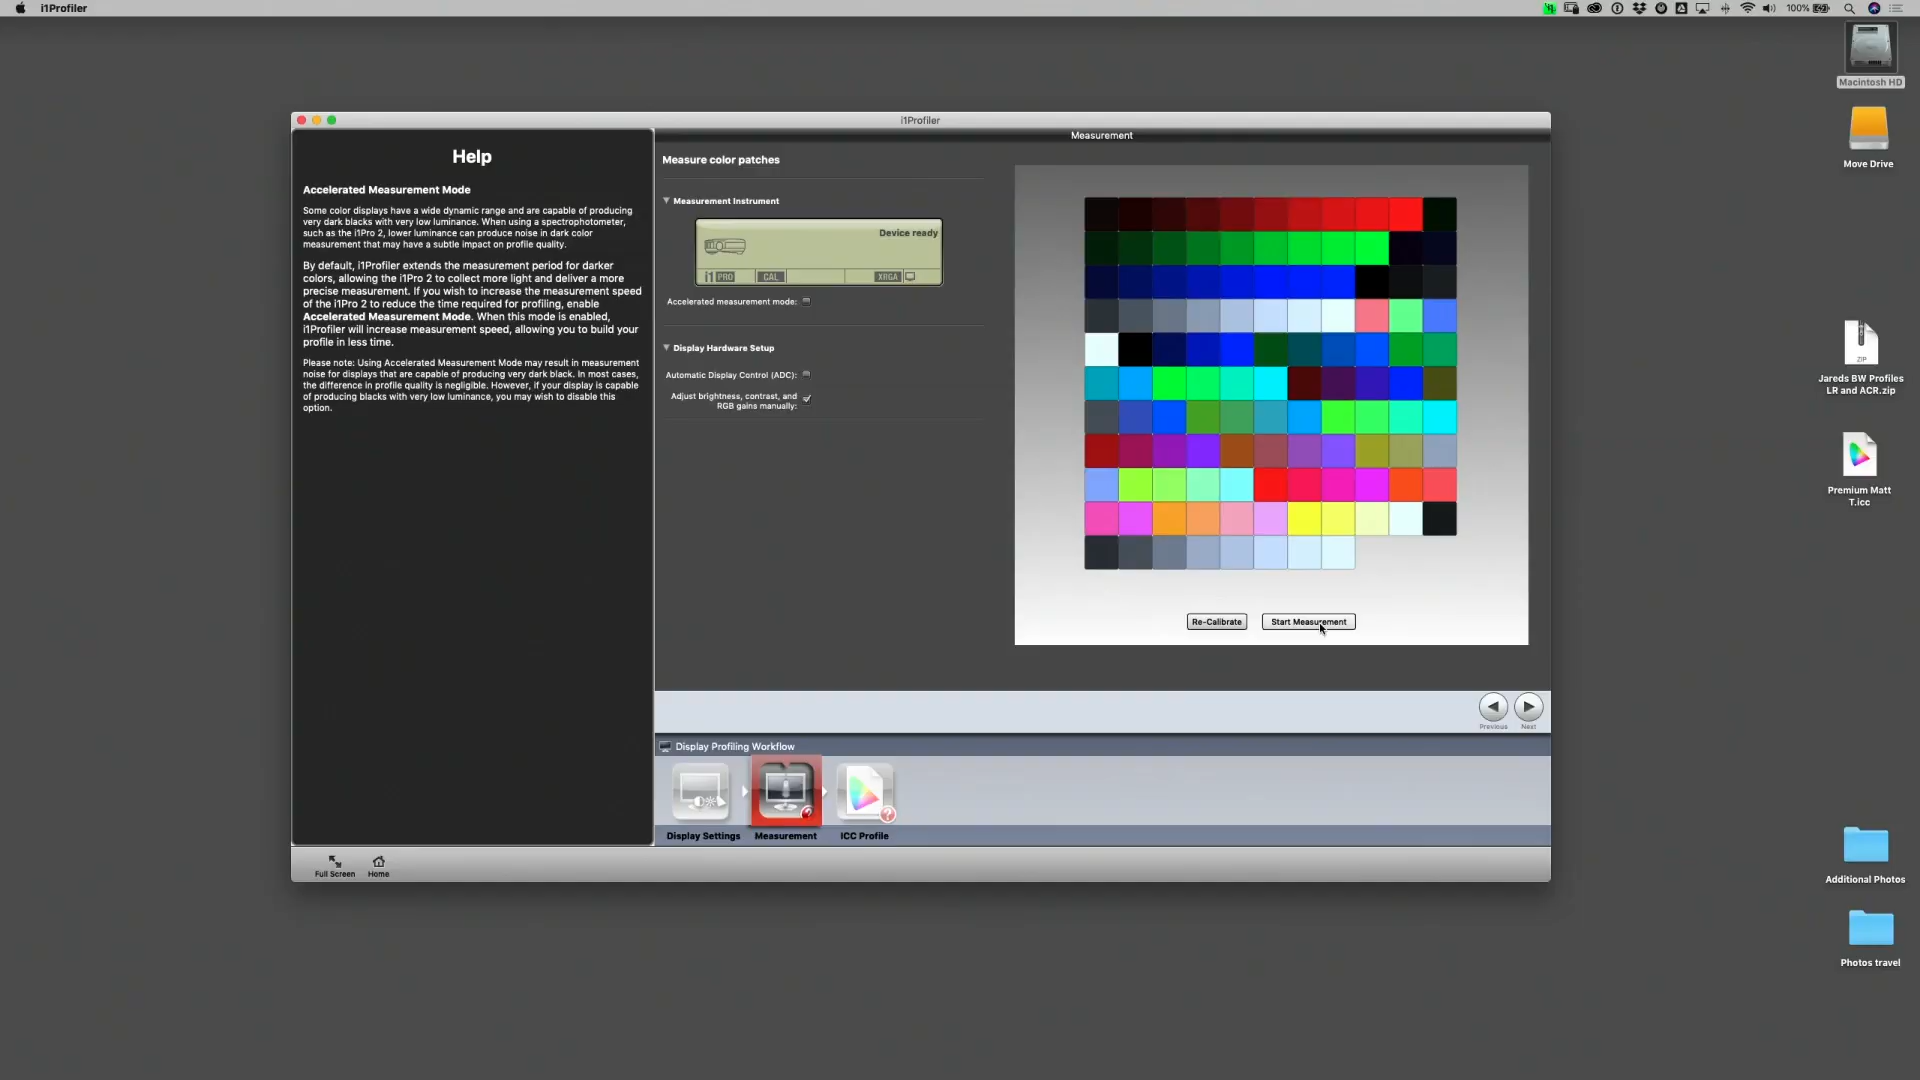 i1Profiler
100%
Macintosh HD
Move Drive
ZIP
Jareds BW Profiles
LR and ACR.zip
Premium Matt
T.icc
Additional Photos
Photos travel
i1Profiler
Help
Accelerated Measurement Mode
Some color displays have a wide dynamic range and are capable of producing
very dark blacks with very low luminance. When using a spectrophotometer,
such as the i1Pro 2, lower luminance can produce noise in dark color
measurement that may have a subtle impact on profile quality.
By default, i1Profiler extends the measurement period for darker
colors, allowing the i1Pro 2 to collect more light and deliver a more
precise measurement. If you wish to increase the measurement speed
of the i1Pro 2 to reduce the time required for profiling, enable
Accelerated Measurement Mode. When this mode is enabled,
i1Profiler will increase measurement speed, allowing you to build your
profile in less time.
Please note: Using Accelerated Measurement Mode may result in measurement
noise for displays that are capable of producing very dark black. In most cases,
the difference in profile quality is negligible. However, if your display is capable
of producing blacks with very low luminance, you may wish to disable this
option.
Measurement
Measure color patches
Measurement Instrument
Device ready
i1 PRO
CAL
XRGA
Accelerated measurement mode:
Display Hardware Setup
Automatic Display Control (ADC):
Adjust brightness, contrast, and
RGB gains manually:
Re-Calibrate
Start Measurement
Previous
Next
Display Profiling Workflow
Display Settings
Measurement
ICC Profile
Full Screen
Home